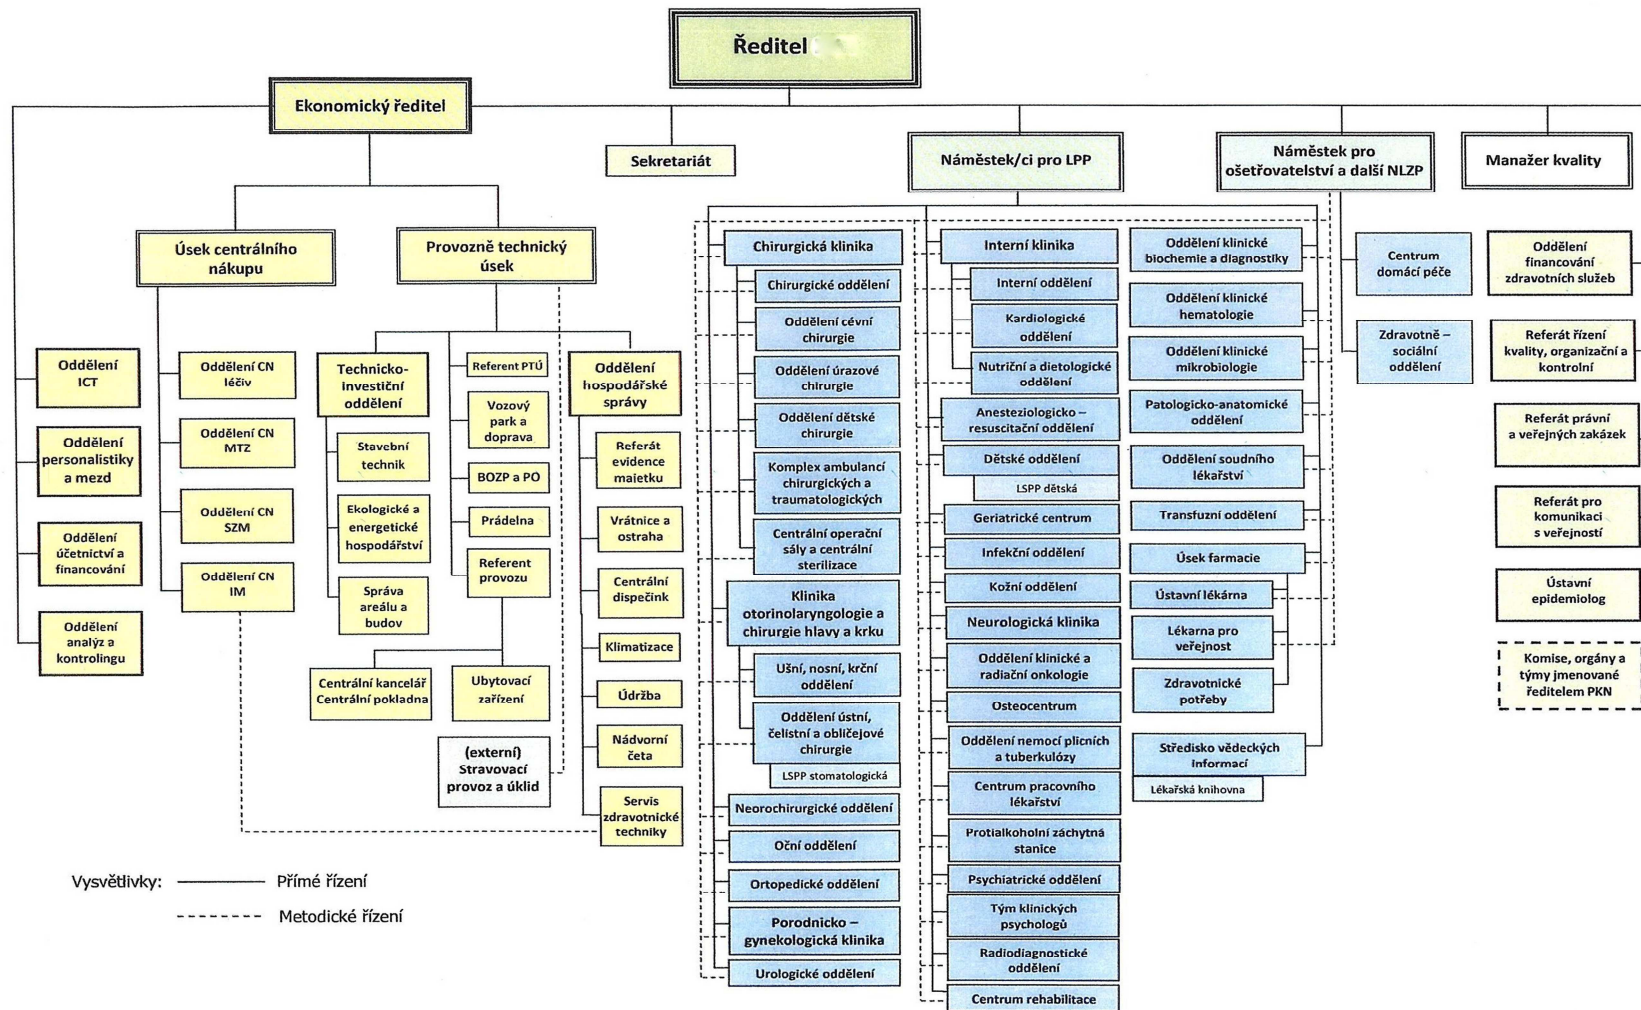 Ředitel
Ekonomický ředitel
Sekretariát
Náměstek/ci pro LPP
Náměstek pro
ošetřovatelství a další NLZP
Manažer kvality
Úsek centrálního
nákupu
Provozně technický
úsek
Oddělení
ICT
Oddělení
personalistiky
a mezd
Oddělení
účetnictví a
financování
Oddělení
analýz a
kontrolingu
Oddělení CN
léčiv
Oddělení CN
MTZ
Oddělení CN
SZM
Oddělení CN
IM
Technicko-
investiční
oddělení
Stavební
technik
Ekologické a
energetické
hospodářství
Správa
areálu a
budov
Referent PTÚ
Vozový
park a
doprava
BOZP a PO
Prádelna
Referent
provozu
Centrální kancelář
Centrální pokladna
Ubytovací
zařízení
(externí)
Stravovací
provoz a úklid
Oddělení
hospodářské
správy
Referát
evidence
maietku
Vrátnice a
ostraha
Centrální
dispečink
Klimatizace
Údržba
Nádvorní
četa
Servis
zdravotnické
techniky
Chirurgická klinika
Chirurgické oddělení
Oddělení cévní
chirurgie
Oddělení úrazové
chirurgie
Oddělení dětské
chirurgie
Komplex ambulancí
chirurgických a
traumatologických
Centrální operační
sály a centrální
sterilizace
Klinika
otorinolaryngologie a
chirurgie hlavy a krku
Ušní, nosní, krční
oddělení
Oddělení ústní,
čelistní a obličejové
chirurgie
LSPP stomatologická
Neorochirurgické oddělení
Oční oddělení
Ortopedické oddělení
Porodnicko –
gynekologická klinika
Urologické oddělení
Interní klinika
Interní oddělení
Kardiologické
oddělení
Nutriční a dietologické
oddělení
Anesteziologicko –
resuscitační oddělení
Dětské oddělení
LSPP dětská
Geriatrické centrum
Infekční oddělení
Kožní oddělení
Neurologická klinika
Oddělení klinické a
radiační onkologie
Osteocentrum
Oddělení nemocí plicních
a tuberkulózy
Centrum pracovního
lékařství
Protialkoholní záchytná
stanice
Psychiatrické oddělení
Tým klinických
psychologů
Radiodiagnostické
oddělení
Centrum rehabilitace
Oddělení klinické
biochemie a diagnostiky
Oddělení klinické
hematologie
Oddělení klinické
mikrobiologie
Patologicko-anatomické
oddělení
Oddělení soudního
lékařství
Transfuzní oddělení
Úsek farmacie
Ústavní lékárna
Lékarna pro
veřejnost
Zdravotnické
potřeby
Středisko vědeckých
informací
Lékařská knihovna
Centrum
domácí péče
Zdravotně –
sociální
oddělení
Oddělení
financování
zdravotních služeb
Referát řízení
kvality, organizační a
kontrolní
Referát právní
a veřejných zakázek
Referát pro
komunikaci
s veřejností
Ústavní
epidemiolog
Komise, orgány a
týmy jmenované
ředitelem PKN
Vysvětlivky:
Přímé řízení
Metodické řízení